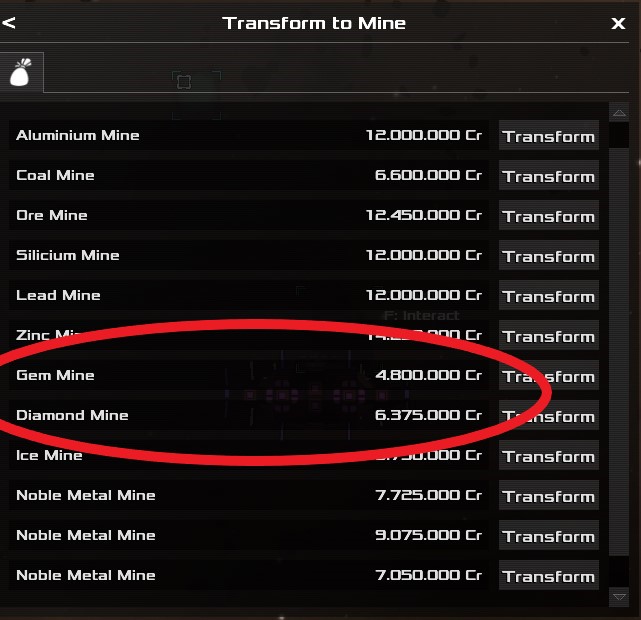 <
Transform to Mine
X
Aluminium Mine 12.000.000 Cr Transform
Coal Mine 6.600.000 Cr Transform
Ore Mine 12.450.000 Cr Transform
Silicium Mine 12.000.000 Cr Transform
Lead Mine 12.000.000 Cr Transform
F: Interact
Zinc Mine Cr Transform
Gem Mine 4.800.000 Cr Transform
Diamond Mine 6.375.000 Cr Transform
Ice Mine Cr Transform
Noble Metal Mine 7.725.000 Cr Transform
Noble Metal Mine 9.075.000 Cr Transform
Noble Metal Mine 7.050.000 Cr Transform